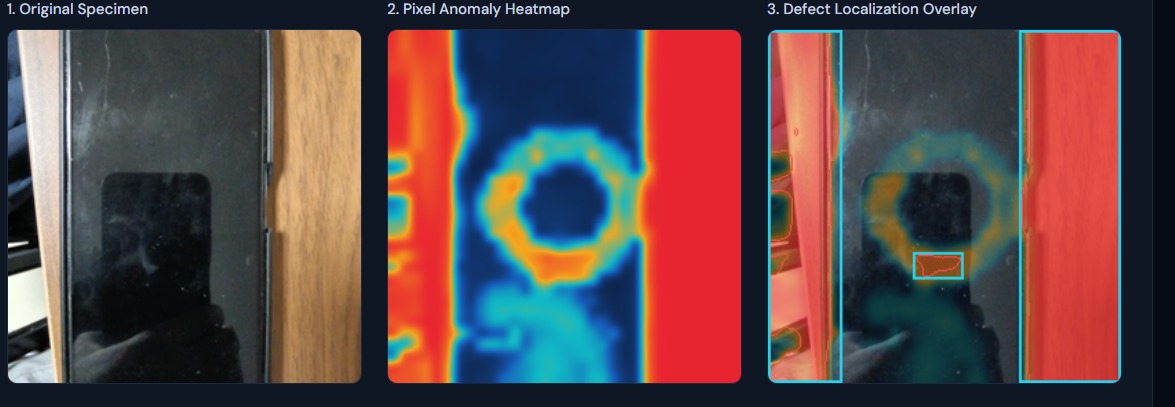 1. Original Specimen
2. Pixel Anomaly Heatmap
3. Defect Localization Overlay